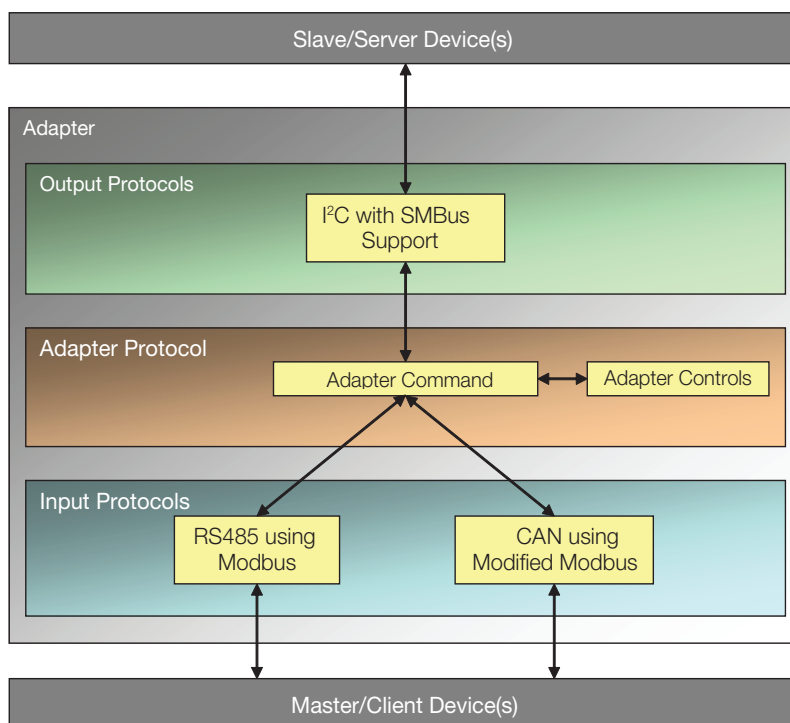 Slave/Server Device(s)
Adapter
Output Protocols
I²C with SMBus
Support
Adapter Protocol
Adapter Command
Adapter Controls
Input Protocols
RS485 using
Modbus
CAN using
Modified Modbus
Master/Client Device(s)